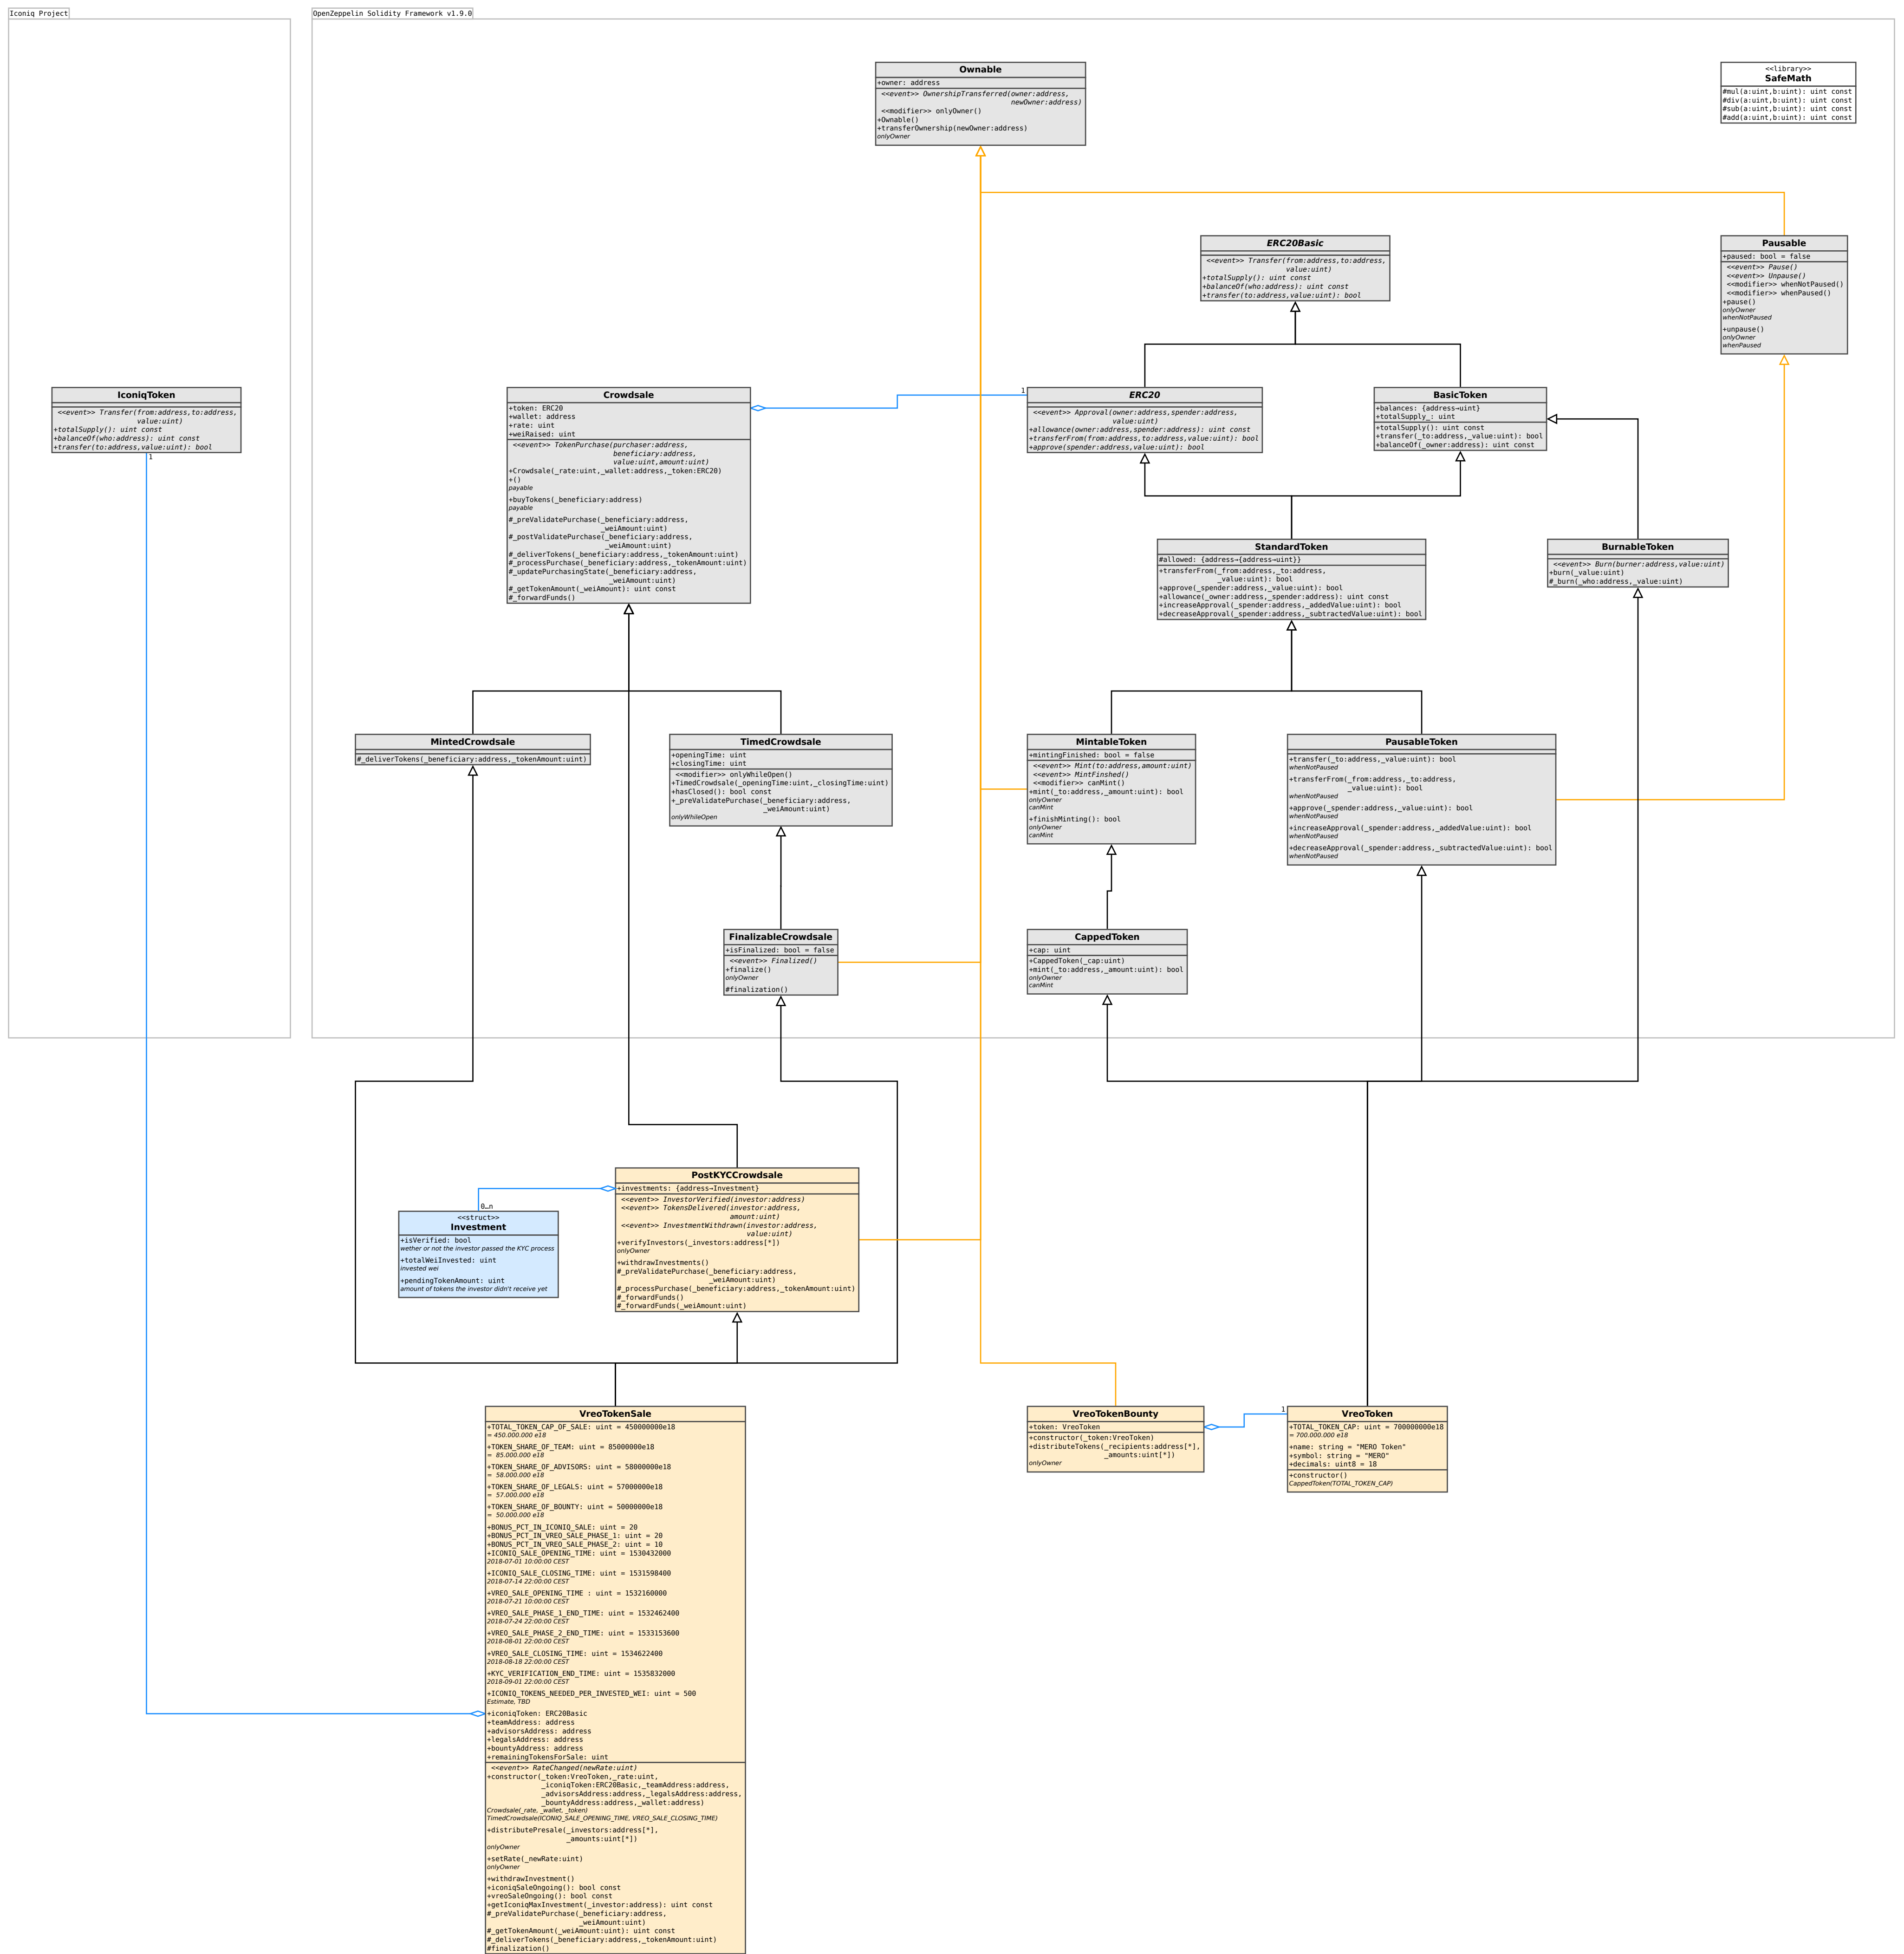 Iconiq Project
OpenZeppelin Solidity Framework v1.9.0
Ownable
+owner: address
<<event>> OwnershipTransferred(owner:address,
newOwner:address)
<<modifier>> onlyOwner()
+Ownable()
+transferOwnership(newOwner:address)
onlyOwner
<<library>>
SafeMath
#mul(a:uint,b:uint): uint const
#div(a:uint,b:uint): uint const
#sub(a:uint,b:uint): uint const
#add(a:uint,b:uint): uint const
ERC20Basic
<<event>> Transfer(from:address,to:address,
value:uint)
+totalSupply(): uint const
+balanceOf(who:address): uint const
+transfer(to:address,value:uint): bool
Pausable
+paused: bool = false
<<event>> Pause()
<<event>> Unpause()
<<modifier>> whenNotPaused()
<<modifier>> whenPaused()
+pause()
onlyOwner
whenNotPaused
+unpause()
onlyOwner
whenPaused
IconiqToken
<<event>> Transfer(from:address,to:address,
value:uint)
+totalSupply(): uint const
+balanceOf(who:address): uint const
+transfer(to:address,value:uint): bool
1
Crowdsale
+token: ERC20
+wallet: address
+rate: uint
+weiRaised: uint
<<event>> TokenPurchase(purchaser:address,
beneficiary:address,
value:uint,amount:uint)
+Crowdsale(_rate:uint,_wallet:address,_token:ERC20)
+()
payable
+buyTokens(_beneficiary:address)
payable
#_preValidatePurchase(_beneficiary:address,
_weiAmount:uint)
#_postValidatePurchase(_beneficiary:address,
_weiAmount:uint)
#_deliverTokens(_beneficiary:address,_tokenAmount:uint)
#_processPurchase(_beneficiary:address,_tokenAmount:uint)
#_updatePurchasingState(_beneficiary:address,
_weiAmount:uint)
#_getTokenAmount(_weiAmount): uint const
#_forwardFunds()
1
ERC20
<<event>> Approval(owner:address,spender:address,
value:uint)
+allowance(owner:address,spender:address): uint const
+transferFrom(from:address,to:address,value:uint): bool
+approve(spender:address,value:uint): bool
BasicToken
+balances: {address→uint}
+totalSupply_: uint
+totalSupply(): uint const
+transfer(_to:address,_value:uint): bool
+balanceOf(_owner:address): uint const
StandardToken
#allowed: {address→{address→uint}}
+transferFrom(_from:address,_to:address,
_value:uint): bool
+approve(_spender:address,_value:uint): bool
+allowance(_owner:address,_spender:address): uint const
+increaseApproval(_spender:address,_addedValue:uint): bool
+decreaseApproval(_spender:address,_subtractedValue:uint): bool
BurnableToken
<<event>> Burn(burner:address,value:uint)
+burn(_value:uint)
#_burn(_who:address,_value:uint)
MintedCrowdsale
#_deliverTokens(_beneficiary:address,_tokenAmount:uint)
TimedCrowdsale
+openingTime: uint
+closingTime: uint
<<modifier>> onlyWhileOpen()
+TimedCrowdsale(_openingTime:uint,_closingTime:uint)
+hasClosed(): bool const
+_preValidatePurchase(_beneficiary:address,
_weiAmount:uint)
onlyWhileOpen
MintableToken
+mintingFinished: bool = false
<<event>> Mint(to:address,amount:uint)
<<event>> MintFinshed()
<<modifier>> canMint()
+mint(_to:address,_amount:uint): bool
onlyOwner
canMint
+finishMinting(): bool
onlyOwner
canMint
PausableToken
+transfer(_to:address,_value:uint): bool
whenNotPaused
+transferFrom(_from:address,_to:address,
_value:uint): bool
whenNotPaused
+approve(_spender:address,_value:uint): bool
whenNotPaused
+increaseApproval(_spender:address,_addedValue:uint): bool
whenNotPaused
+decreaseApproval(_spender:address,_subtractedValue:uint): bool
whenNotPaused
FinalizableCrowdsale
+isFinalized: bool = false
<<event>> Finalized()
+finalize()
onlyOwner
#finalization()
CappedToken
+cap: uint
+CappedToken(_cap:uint)
+mint(_to:address,_amount:uint): bool
onlyOwner
canMint
PostKYCCrowdsale
+investments: {address→Investment}
<<event>> InvestorVerified(investor:address)
<<event>> TokensDelivered(investor:address,
amount:uint)
<<event>> InvestmentWithdrawn(investor:address,
value:uint)
+verifyInvestors(_investors:address[*])
onlyOwner
+withdrawInvestments()
#_preValidatePurchase(_beneficiary:address,
_weiAmount:uint)
#_processPurchase(_beneficiary:address,_tokenAmount:uint)
#_forwardFunds()
#_forwardFunds(_weiAmount:uint)
0…n
<<struct>>
Investment
+isVerified: bool
wether or not the investor passed the KYC process
+totalWeiInvested: uint
invested wei
+pendingTokenAmount: uint
amount of tokens the investor didn't receive yet
VreoTokenSale
+TOTAL_TOKEN_CAP_OF_SALE: uint = 450000000e18
= 450.000.000 e18
+TOKEN_SHARE_OF_TEAM: uint = 85000000e18
= 85.000.000 e18
+TOKEN_SHARE_OF_ADVISORS: uint = 58000000e18
= 58.000.000 e18
+TOKEN_SHARE_OF_LEGALS: uint = 57000000e18
= 57.000.000 e18
+TOKEN_SHARE_OF_BOUNTY: uint = 50000000e18
= 50.000.000 e18
+BONUS_PCT_IN_ICONIQ_SALE: uint = 20
+BONUS_PCT_IN_VREO_SALE_PHASE_1: uint = 20
+BONUS_PCT_IN_VREO_SALE_PHASE_2: uint = 10
+ICONIQ_SALE_OPENING_TIME: uint = 1530432000
2018-07-01 10:00:00 CEST
+ICONIQ_SALE_CLOSING_TIME: uint = 1531598400
2018-07-14 22:00:00 CEST
+VREO_SALE_OPENING_TIME : uint = 1532160000
2018-07-21 10:00:00 CEST
+VREO_SALE_PHASE_1_END_TIME: uint = 1532462400
2018-07-24 22:00:00 CEST
+VREO_SALE_PHASE_2_END_TIME: uint = 1533153600
2018-08-01 22:00:00 CEST
+VREO_SALE_CLOSING_TIME: uint = 1534622400
2018-08-18 22:00:00 CEST
+KYC_VERIFICATION_END_TIME: uint = 1535832000
2018-09-01 22:00:00 CEST
+ICONIQ_TOKENS_NEEDED_PER_INVESTED_WEI: uint = 500
Estimate, TBD
+iconiqToken: ERC20Basic
+teamAddress: address
+advisorsAddress: address
+legalsAddress: address
+bountyAddress: address
+remainingTokensForSale: uint
<<event>> RateChanged(newRate:uint)
+constructor(_token:VreoToken,_rate:uint,
_iconiqToken:ERC20Basic,_teamAddress:address,
_advisorsAddress:address,_legalsAddress:address,
_bountyAddress:address,_wallet:address)
Crowdsale(_rate, _wallet, _token)
TimedCrowdsale(ICONIQ_SALE_OPENING_TIME, VREO_SALE_CLOSING_TIME)
+distributePresale(_investors:address[*],
_amounts:uint[*])
onlyOwner
+setRate(_newRate:uint)
onlyOwner
+withdrawInvestment()
+iconiqSaleOngoing(): bool const
+vreoSaleOngoing(): bool const
+getIconiqMaxInvestment(_investor:address): uint const
#_preValidatePurchase(_beneficiary:address,
_weiAmount:uint)
#_getTokenAmount(_weiAmount:uint): uint const
#_deliverTokens(_beneficiary:address,_tokenAmount:uint)
#finalization()
VreoTokenBounty
+token: VreoToken
+constructor(_token:VreoToken)
+distributeTokens(_recipients:address[*],
_amounts:uint[*])
onlyOwner
1
VreoToken
+TOTAL_TOKEN_CAP: uint = 700000000e18
= 700.000.000 e18
+name: string = "MERO Token"
+symbol: string = "MERO"
+decimals: uint8 = 18
+constructor()
CappedToken(TOTAL_TOKEN_CAP)